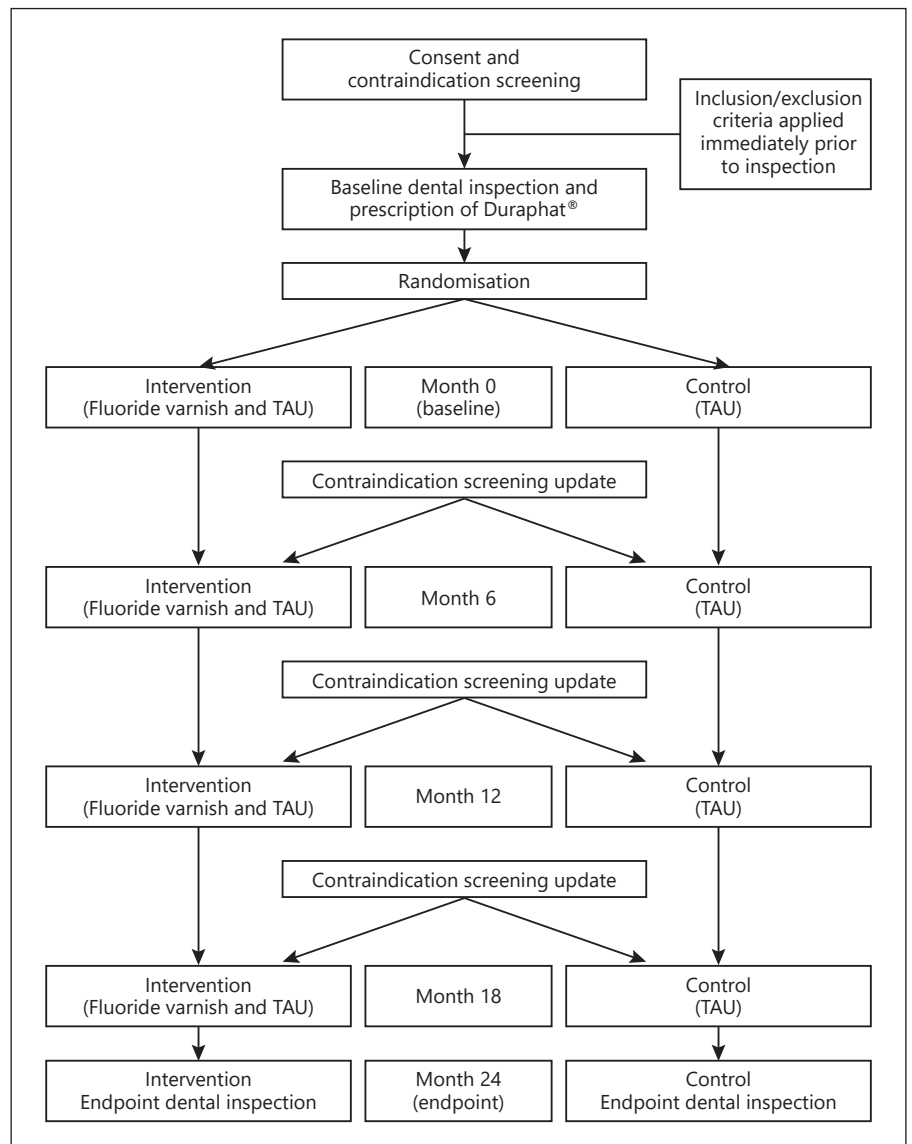 Consent and
contraindication screening
Inclusion/exclusion
criteria applied
immediately prior
to inspection
Baseline dental inspection and
prescription of Duraphat®
Randomisation
Intervention
(Fluoride varnish and TAU)
Month 0
(baseline)
Control
(TAU)
Contraindication screening update
Intervention
(Fluoride varnish and TAU)
Month 6
Control
(TAU)
Contraindication screening update
Intervention
(Fluoride varnish and TAU)
Month 12
Control
(TAU)
Contraindication screening update
Intervention
(Fluoride varnish and TAU)
Month 18
Control
(TAU)
Intervention
Endpoint dental inspection
Month 24
(endpoint)
Control
Endpoint dental inspection